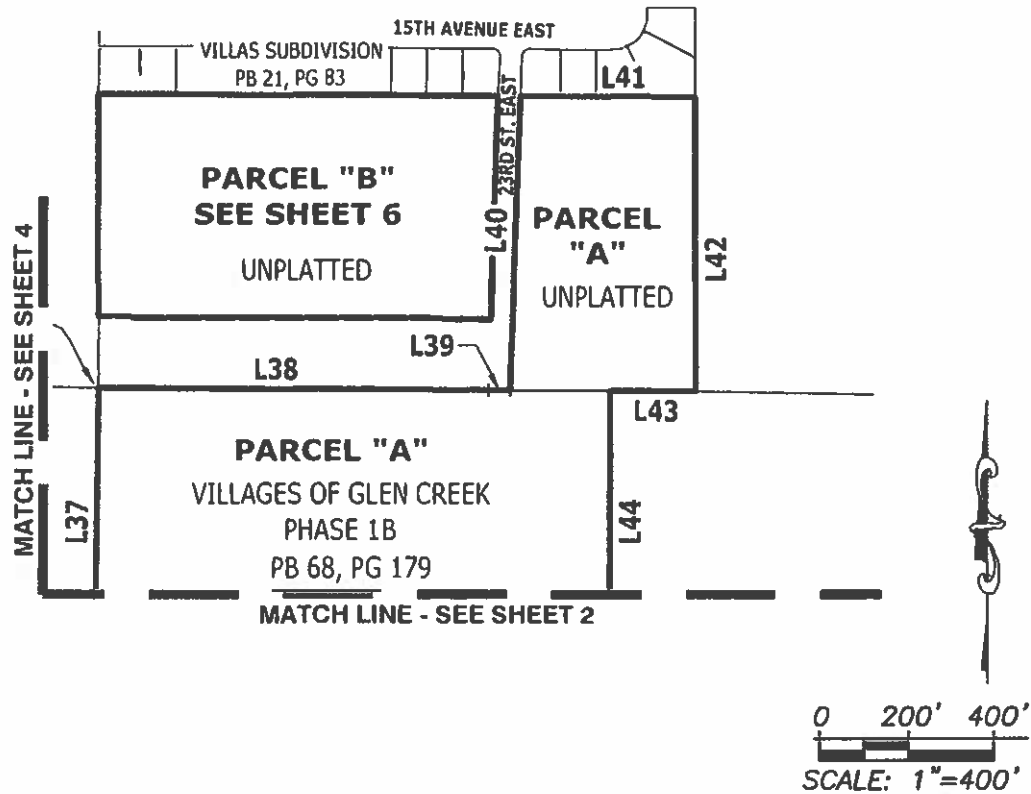 15TH AVENUE EAST
VILLAS SUBDIVISION
PB 21, PG 83
L41
23RD ST. EAST
PARCEL "B"
SEE SHEET 6
UNPLATTED
L40
PARCEL
"A"
UNPLATTED
L42
MATCH LINE - SEE SHEET 4
L39
L38
L43
PARCEL "A"
VILLAGES OF GLEN CREEK
PHASE 1B
PB 68, PG 179
L37
L44
MATCH LINE - SEE SHEET 2
0 200' 400'
SCALE: 1"=400'